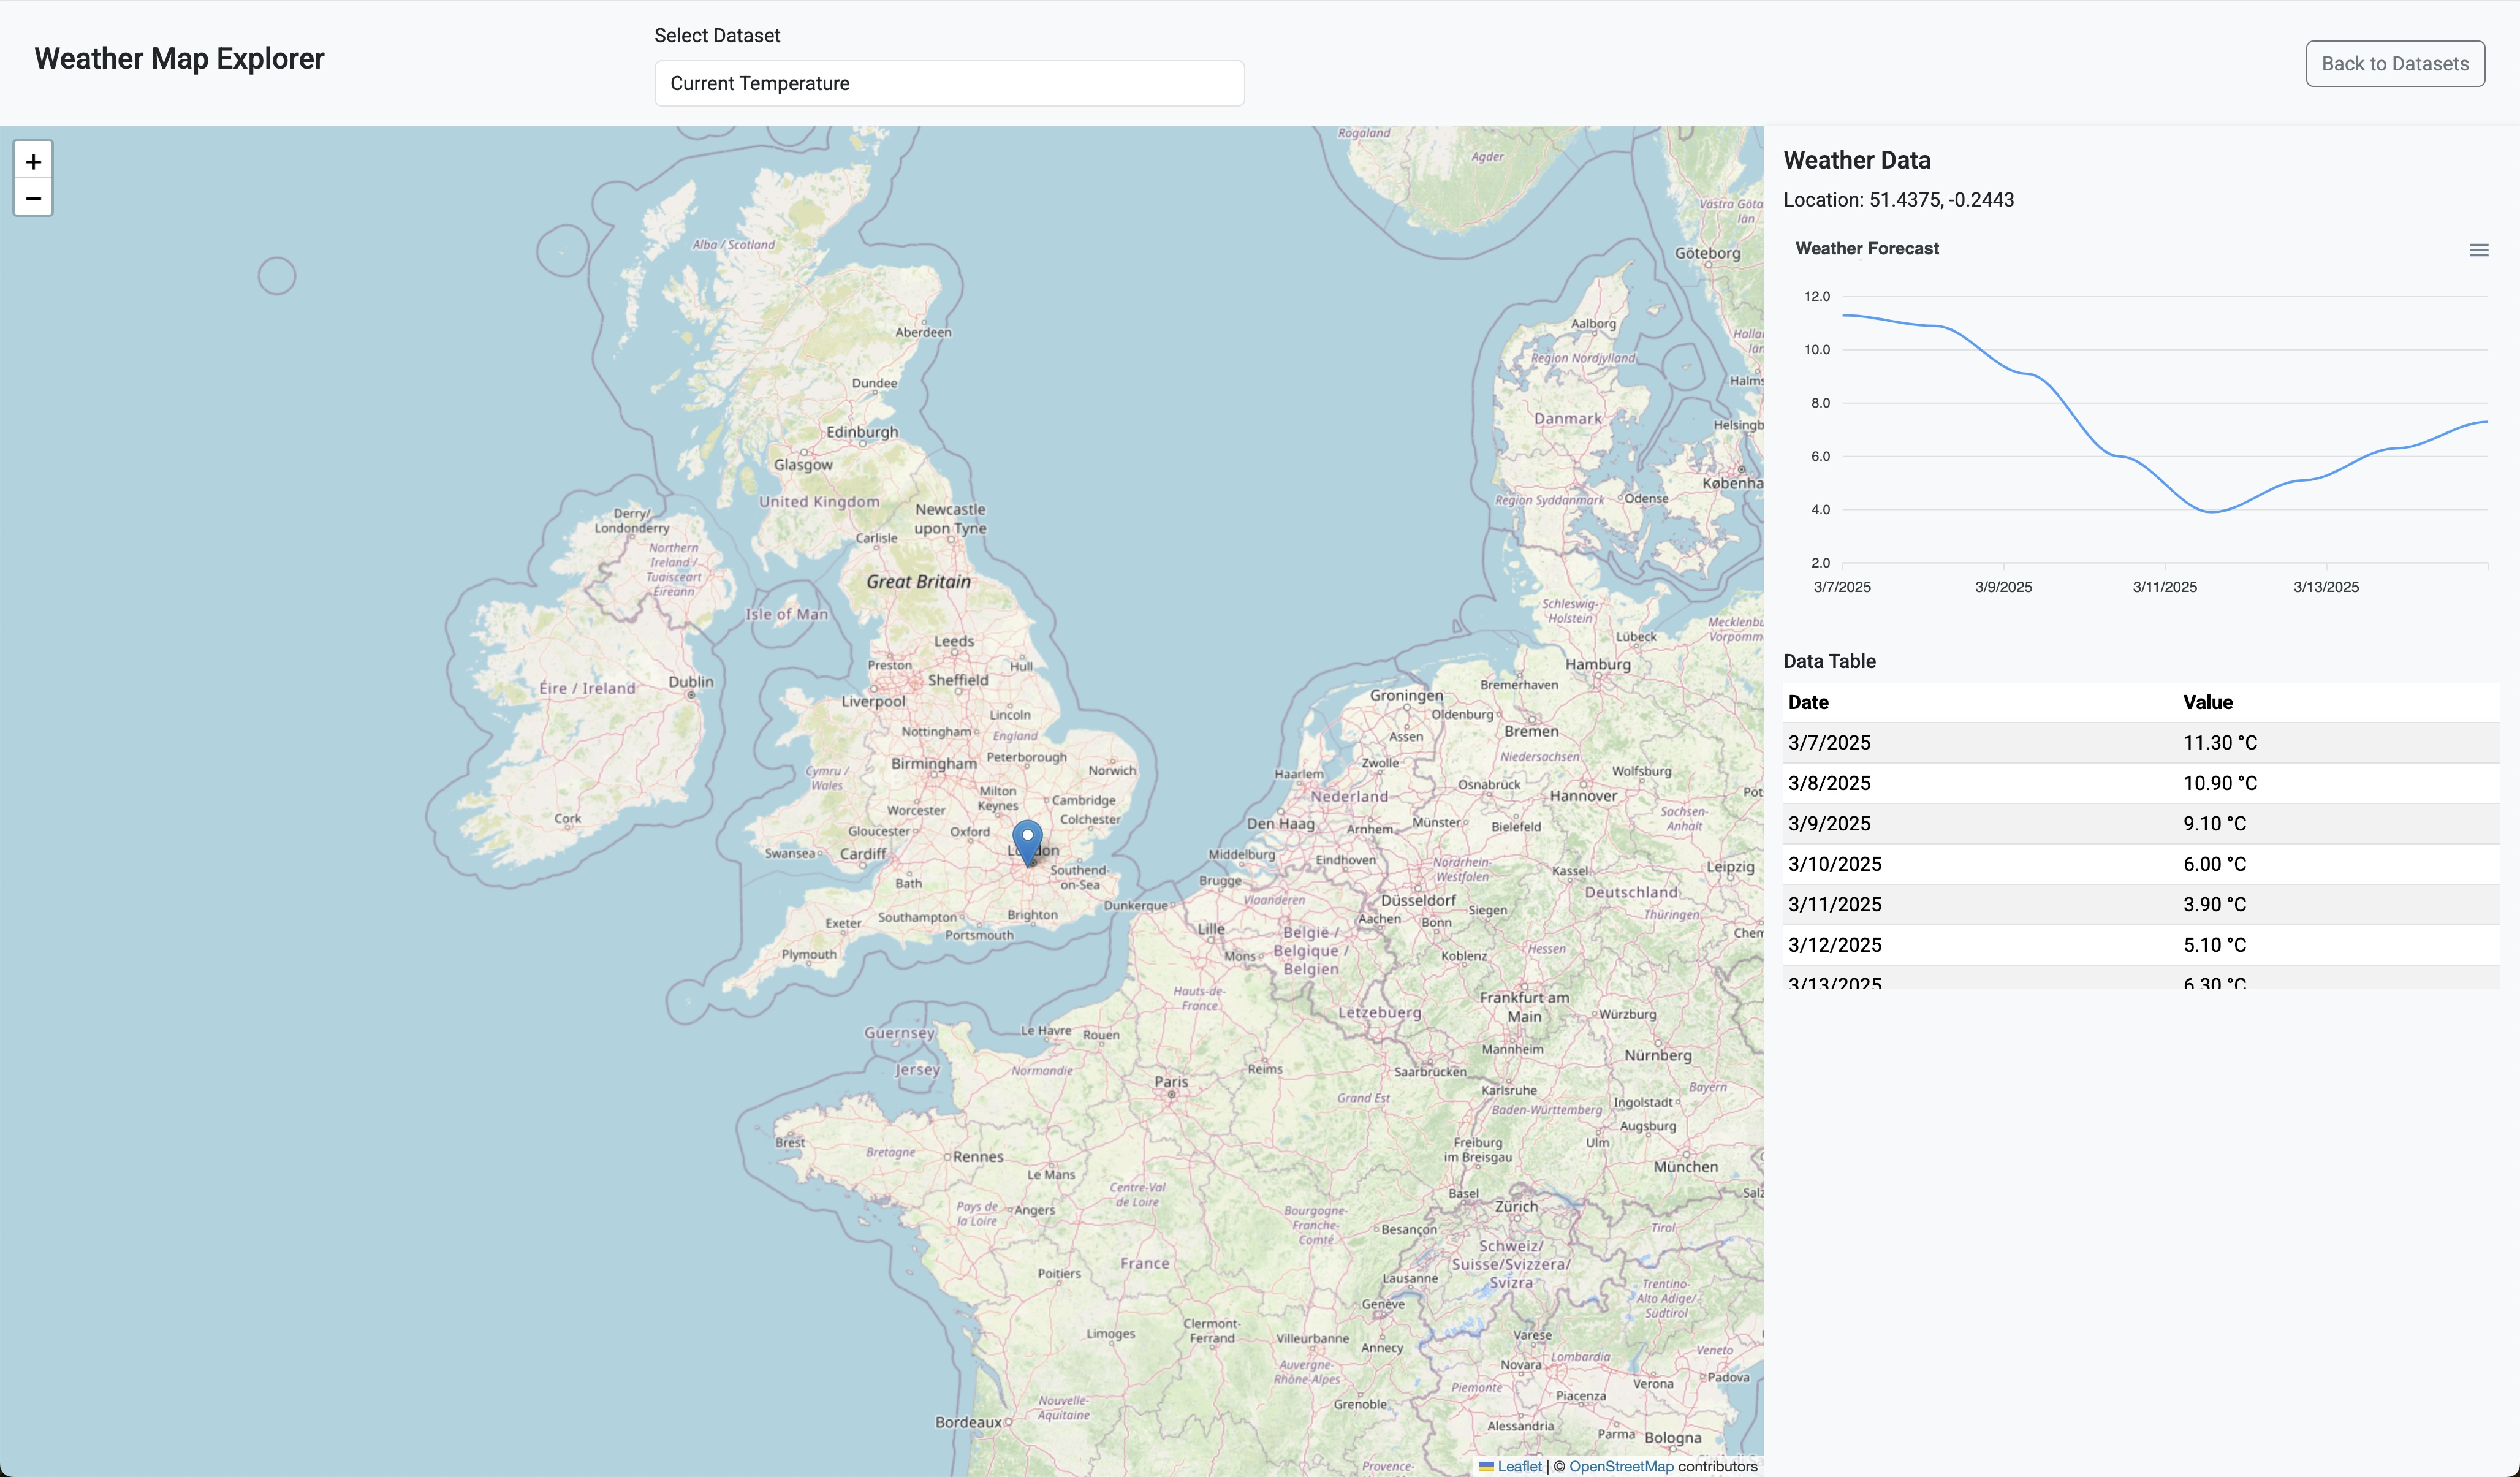 Weather Map Explorer
Select Dataset
Current Temperature
Back to Datasets
+
−
Rogaland
Agder
Västra Göta
län
Göteborg
Alba / Scotland
Aberdeen
Dundee
Edinburgh
Glasgow
United Kingdom
Newcastle
upon Tyne
Carlisle
Derry/
Londonderry
Northern
Ireland /
Tuaisceart
Éireann
Great Britain
Isle of Man
Leeds
Preston
Hull
Sheffield
Liverpool
Dublin
Éire / Ireland
Lincoln
Nottingham
England
Peterborough
Birmingham
Norwich
Cymru /
Wales
Milton
Keynes
Cambridge
Worcester
Colchester
Gloucester
Oxford
Cork
Swansea
Cardiff
London
Southend-
on-Sea
Bath
Brighton
Southampton
Exeter
Portsmouth
Plymouth
Aalborg
Region Nordjylland
Halla
län
Halms
Danmark
Helsingb
Københa
Region Syddanmark
Odense
Schleswig-
Holstein
Lübeck
Mecklenbu
Vorpomm
Hamburg
Bremerhaven
Groningen
Oldenburg
Bremen
Assen
Niedersachsen
Zwolle
Haarlem
Wolfsburg
Osnabrück
Hannover
Pot
Nederland
Sachsen-
Anhalt
Den Haag
Arnhem
Münster
Bielefeld
Middelburg
Eindhoven
Nordrhein-
Westfalen
Kassel
Leipzig
Brugge
Vlaanderen
Deutschland
Düsseldorf
Dunkerque
Siegen
Thüringen
Aachen
Bonn
Lille
België /
Belgique /
Belgien
Chem
Mons
Hessen
Koblenz
Hauts-de-
France
Frankfurt am
Main
Lëtzebuerg
Würzburg
Guernsey
Le Havre
Rouen
Mannheim
Nürnberg
Jersey
Normandie
Reims
Saarbrücken
Paris
Karlsruhe
Bayern
Grand Est
Baden-Württemberg
Ingolstadt
Augsburg
Brest
Bretagne
Rennes
Freiburg
im Breisgau
Ulm
München
Le Mans
Centre-Val
de Loire
Basel
Zürich
Salz
Pays de
la Loire
Angers
Bourgogne-
Franche-
Comté
Besançon
Tirol
France
Schweiz/
Suisse/Svizzera/
Svizra
Poitiers
Lausanne
Trentino-
Alto Adige/
Südtirol
Genève
Limoges
Clermont-
Ferrand
Villeurbanne
Annecy
Varese
Auvergne-
Rhône-Alpes
Novara
Lombardia
Veneto
Piemonte
Verona
Padova
Nouvelle-
Aquitaine
Grenoble
Piacenza
Bordeaux
Alessandria
Parma
Bologna
Provence-
Leaflet | © OpenStreetMap contributors
Weather Data
Location: 51.4375, -0.2443
Weather Forecast
12.0
10.0
8.0
6.0
4.0
2.0
3/7/2025 3/9/2025 3/11/2025 3/13/2025
Data Table
Date Value
3/7/2025 11.30 °C
3/8/2025 10.90 °C
3/9/2025 9.10 °C
3/10/2025 6.00 °C
3/11/2025 3.90 °C
3/12/2025 5.10 °C
3/13/2025 6.30 °C